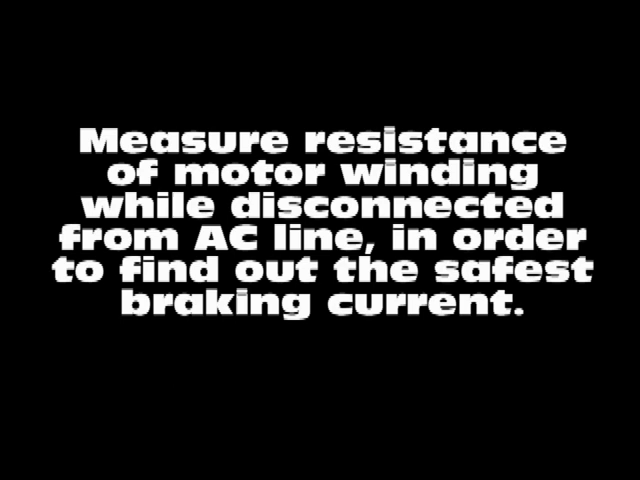 Measure resistance
of motor winding
while disconnected
from AC line, in order
to find out the safest
braking current.